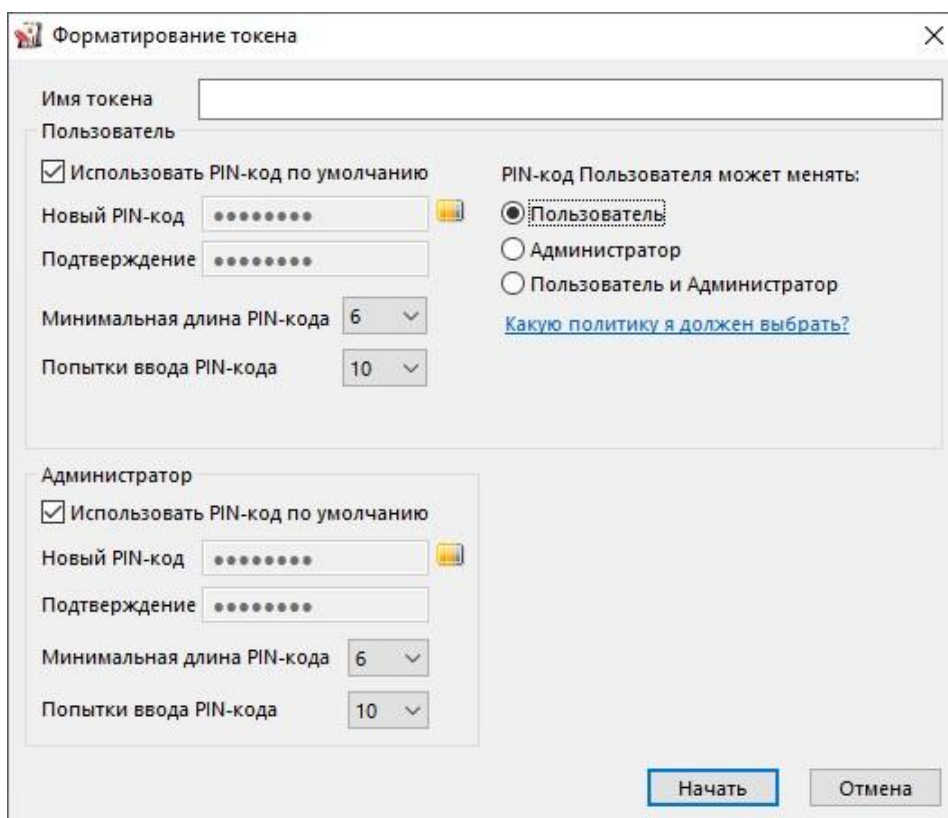 Форматирование токена
Имя токена
Пользователь
Использовать PIN-код по умолчанию
Новый PIN-код
Подтверждение
Минимальная длина PIN-кода 6
Попытки ввода PIN-кода 10
PIN-код Пользователя может менять:
Пользователь
Администратор
Пользователь и Администратор
Какую политику я должен выбрать?
Администратор
Использовать PIN-код по умолчанию
Новый PIN-код
Подтверждение
Минимальная длина PIN-кода 6
Попытки ввода PIN-кода 10
Начать Отмена